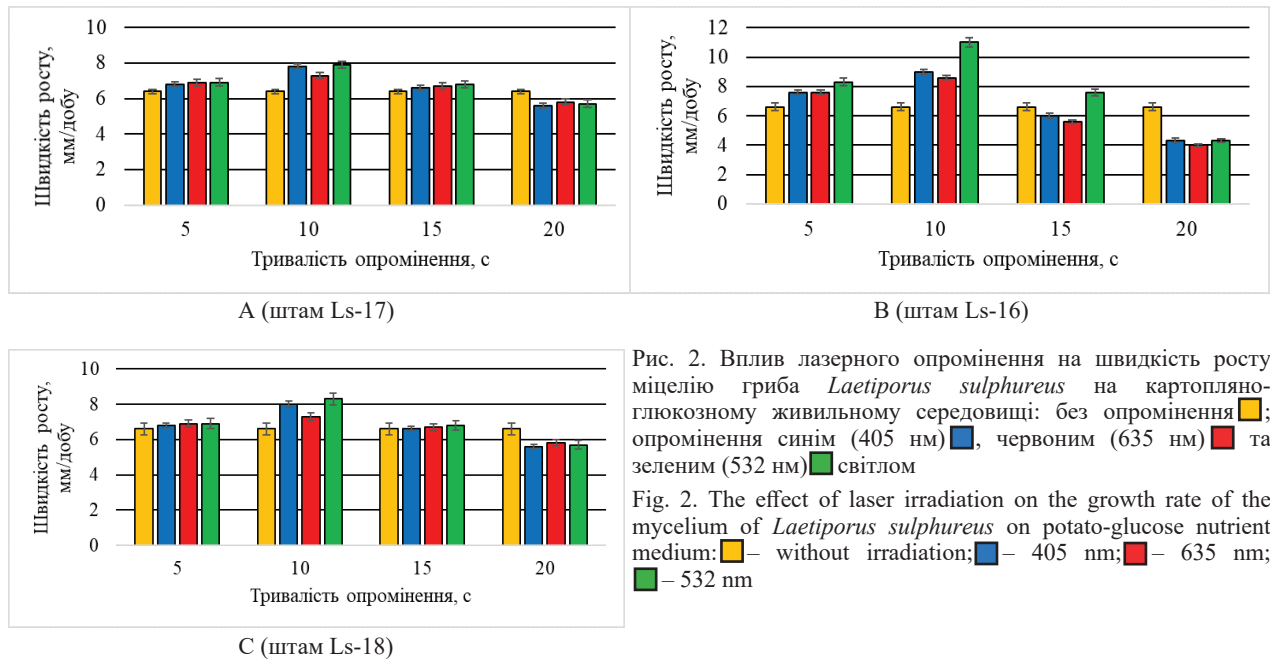 Швидкість росту,
мм/добу
10
8
6
4
2
0
5 10 15 20
Тривалість опромінення, с
А (штам Ls-17)
Швидкість росту,
мм/добу
12
10
8
6
4
2
0
5 10 15 20
Тривалість опромінення, с
В (штам Ls-16)
Швидкість росту,
мм/добу
10
8
6
4
2
0
5 10 15 20
Тривалість опромінення, с
С (штам Ls-18)
Рис. 2. Вплив лазерного опромінення на швидкість росту
міцелію гриба Laetiporus sulphureus на картопляно-
глюкозному живильному середовищі: без опромінення ;
опромінення синім (405 нм) , червоним (635 нм) та
зеленим (532 нм) світлом
Fig. 2. The effect of laser irradiation on the growth rate of the
mycelium of Laetiporus sulphureus on potato-glucose nutrient
medium: – without irradiation; – 405 nm; – 635 nm;
– 532 nm